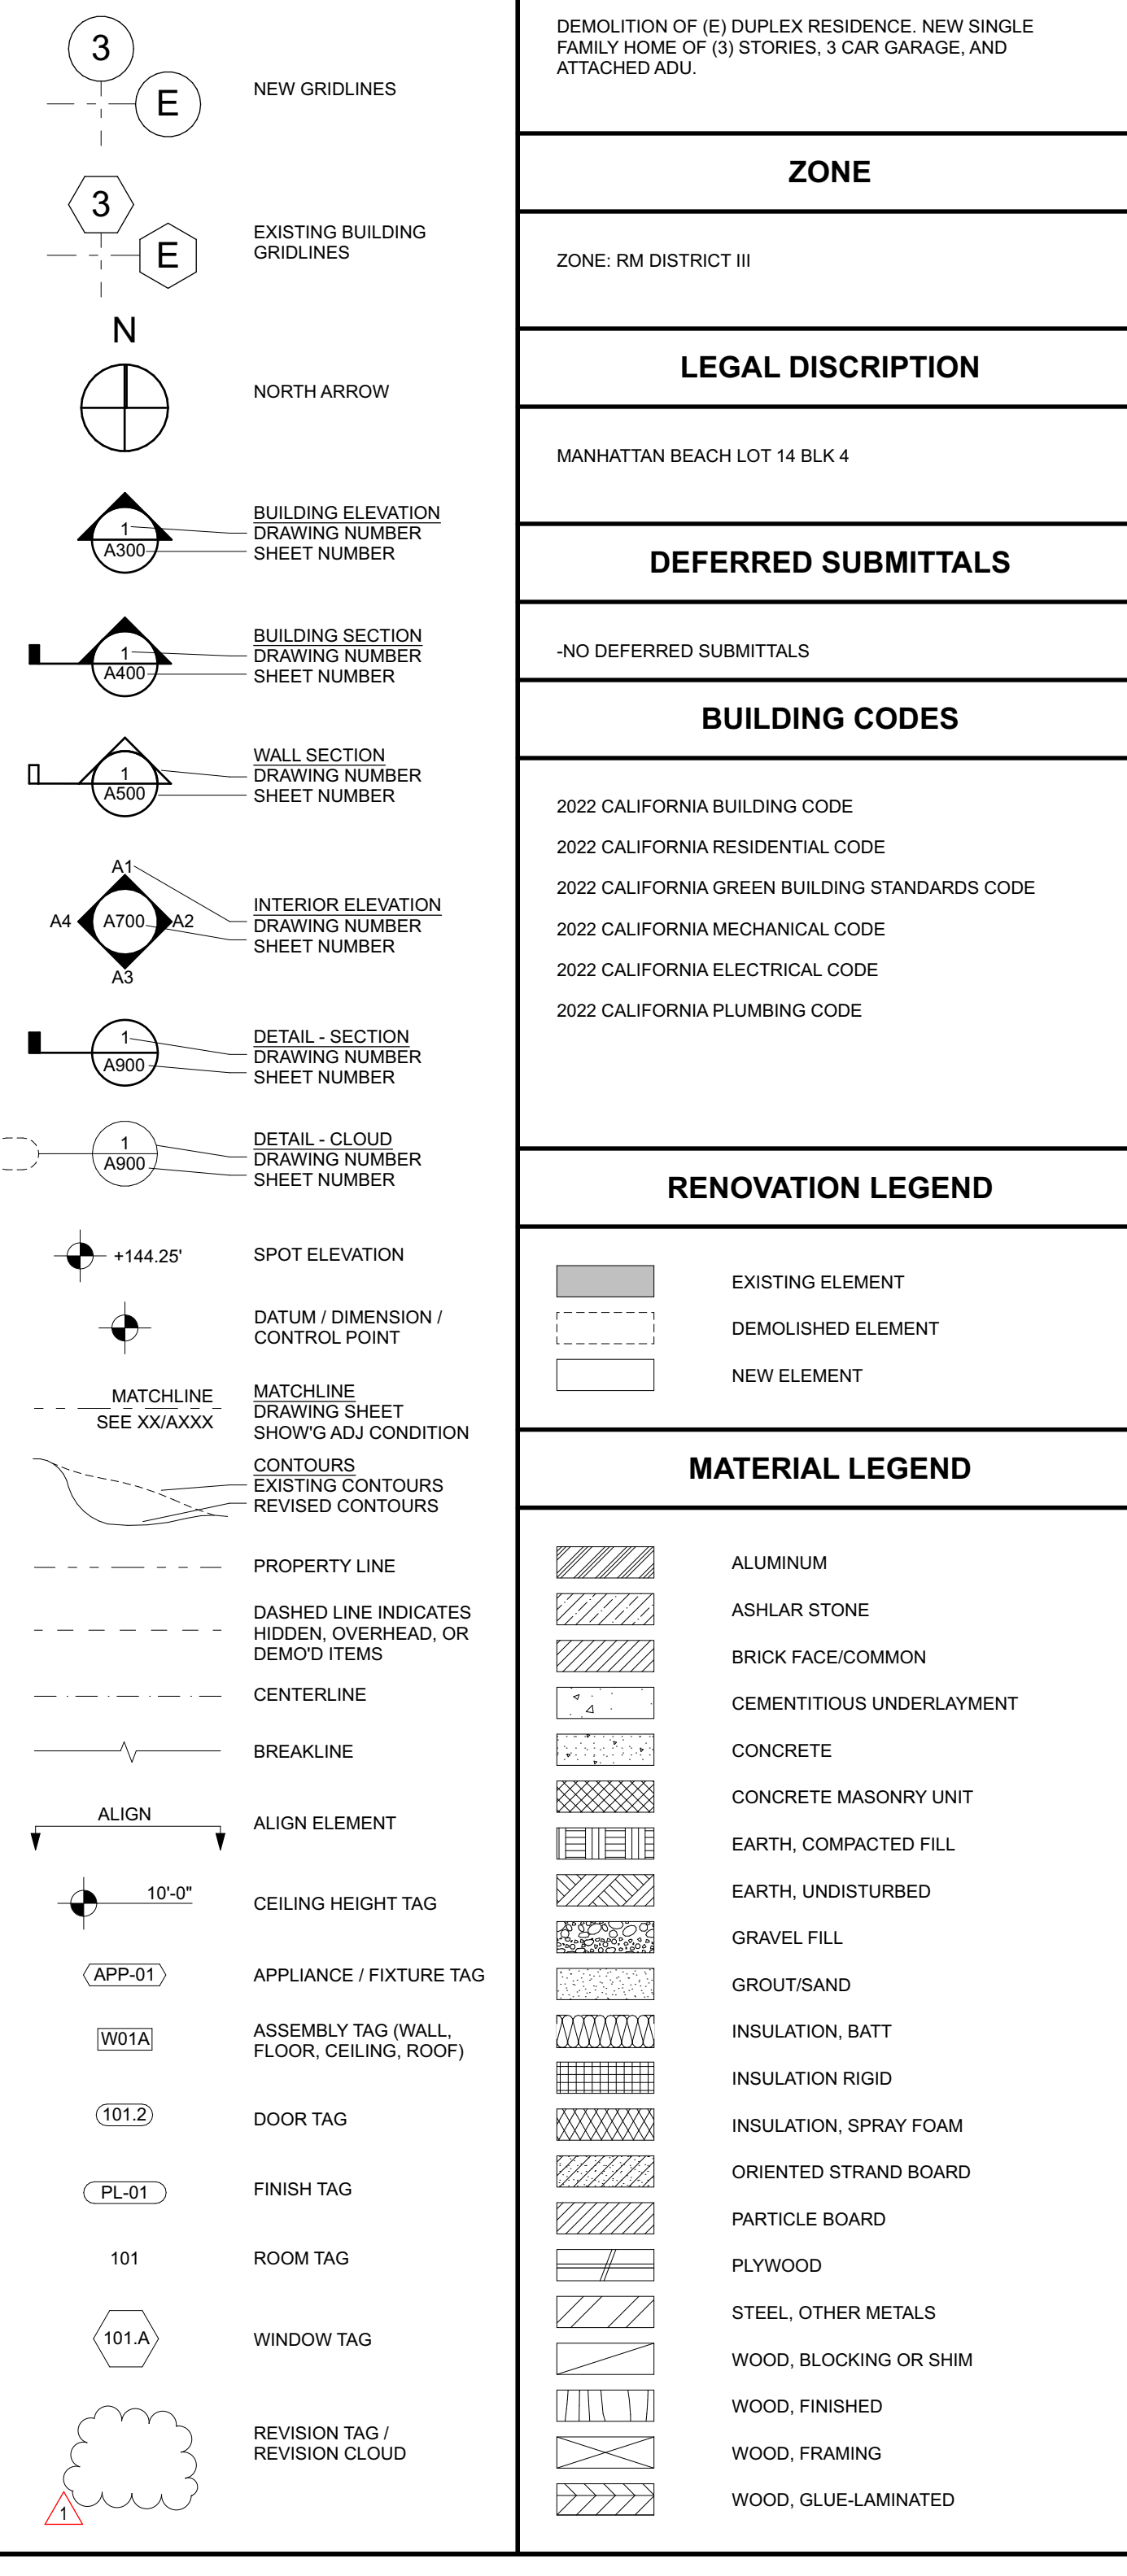 3
E
NEW GRIDLINES
3
E
EXISTING BUILDING
GRIDLINES
N
NORTH ARROW
1
A300
BUILDING ELEVATION
DRAWING NUMBER
SHEET NUMBER
1
A400
BUILDING SECTION
DRAWING NUMBER
SHEET NUMBER
1
A500
WALL SECTION
DRAWING NUMBER
SHEET NUMBER
A1
A4
A700
A2
A3
INTERIOR ELEVATION
DRAWING NUMBER
SHEET NUMBER
1
A900
DETAIL - SECTION
DRAWING NUMBER
SHEET NUMBER
1
A900
DETAIL - CLOUD
DRAWING NUMBER
SHEET NUMBER
+144.25'
SPOT ELEVATION
DATUM / DIMENSION /
CONTROL POINT
MATCHLINE
SEE XX/AXXX
MATCHLINE
DRAWING SHEET
SHOW'G ADJ CONDITION
CONTOURS
EXISTING CONTOURS
REVISED CONTOURS
PROPERTY LINE
DASHED LINE INDICATES
HIDDEN, OVERHEAD, OR
DEMO'D ITEMS
CENTERLINE
BREAKLINE
ALIGN
ALIGN ELEMENT
10'-0"
CEILING HEIGHT TAG
APP-01
APPLIANCE / FIXTURE TAG
W01A
ASSEMBLY TAG (WALL,
FLOOR, CEILING, ROOF)
101.2
DOOR TAG
PL-01
FINISH TAG
101
ROOM TAG
101.A
WINDOW TAG
REVISION TAG /
REVISION CLOUD
1
DEMOLITION OF (E) DUPLEX RESIDENCE. NEW SINGLE
FAMILY HOME OF (3) STORIES, 3 CAR GARAGE, AND
ATTACHED ADU.
ZONE
ZONE: RM DISTRICT III
LEGAL DISCRIPTION
MANHATTAN BEACH LOT 14 BLK 4
DEFERRED SUBMITTALS
-NO DEFERRED SUBMITTALS
BUILDING CODES
2022 CALIFORNIA BUILDING CODE
2022 CALIFORNIA RESIDENTIAL CODE
2022 CALIFORNIA GREEN BUILDING STANDARDS CODE
2022 CALIFORNIA MECHANICAL CODE
2022 CALIFORNIA ELECTRICAL CODE
2022 CALIFORNIA PLUMBING CODE
RENOVATION LEGEND
EXISTING ELEMENT
DEMOLISHED ELEMENT
NEW ELEMENT
MATERIAL LEGEND
ALUMINUM
ASHLAR STONE
BRICK FACE/COMMON
CEMENTITIOUS UNDERLAYMENT
CONCRETE
CONCRETE MASONRY UNIT
EARTH, COMPACTED FILL
EARTH, UNDISTURBED
GRAVEL FILL
GROUT/SAND
INSULATION, BATT
INSULATION RIGID
INSULATION, SPRAY FOAM
ORIENTED STRAND BOARD
PARTICLE BOARD
PLYWOOD
STEEL, OTHER METALS
WOOD, BLOCKING OR SHIM
WOOD, FINISHED
WOOD, FRAMING
WOOD, GLUE-LAMINATED